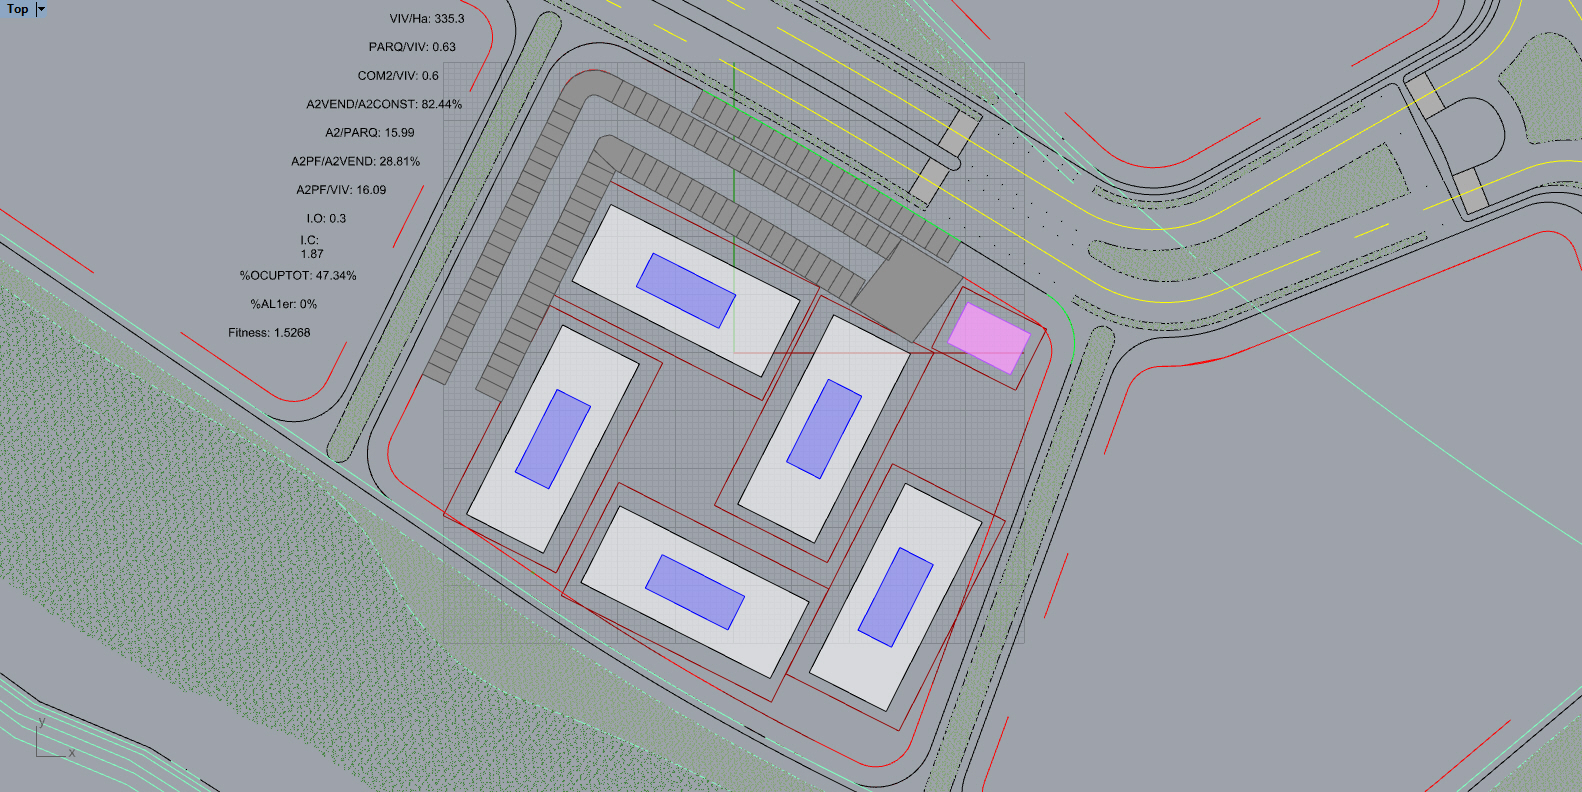 Top
VIV/Ha: 335.3
PARQ/VIV: 0.63
COM2/VIV: 0.6
A2VEND/A2CONST: 82.44%
A2/PARQ: 15.99
A2PF/A2VEND: 28.81%
A2PF/VIV: 16.09
I.O: 0.3
I.C:
1.87
%OCUPTOT: 47.34%
%AL1er: 0%
Fitness: 1.5268
y
x